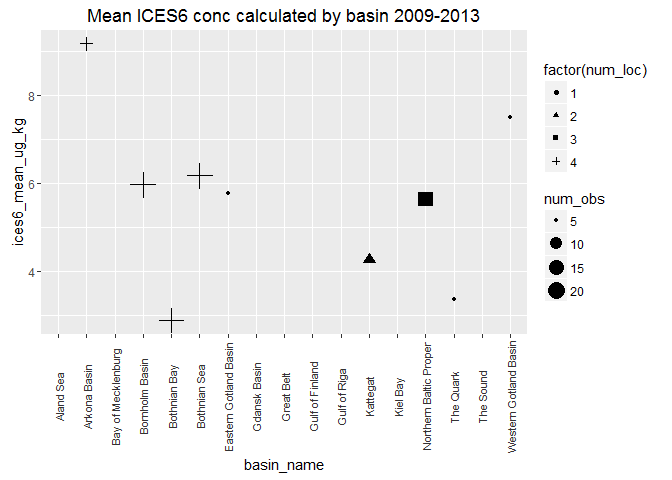 Mean ICES6 conc calculated by basin 2009-2013
ices6_mean_ug_kg
8
6
4
Aland Sea
Arkona Basin
Bay of Mecklenburg
Bornholm Basin
Bothnian Bay
Bothnian Sea
Eastern Gotland Basin
Gdansk Basin
Great Belt
Gulf of Finland
Gulf of Riga
Kattegat
Kiel Bay
Northern Baltic Proper
The Quark
The Sound
Western Gotland Basin
basin_name
factor(num_loc)
1
2
3
4
num_obs
5
10
15
20